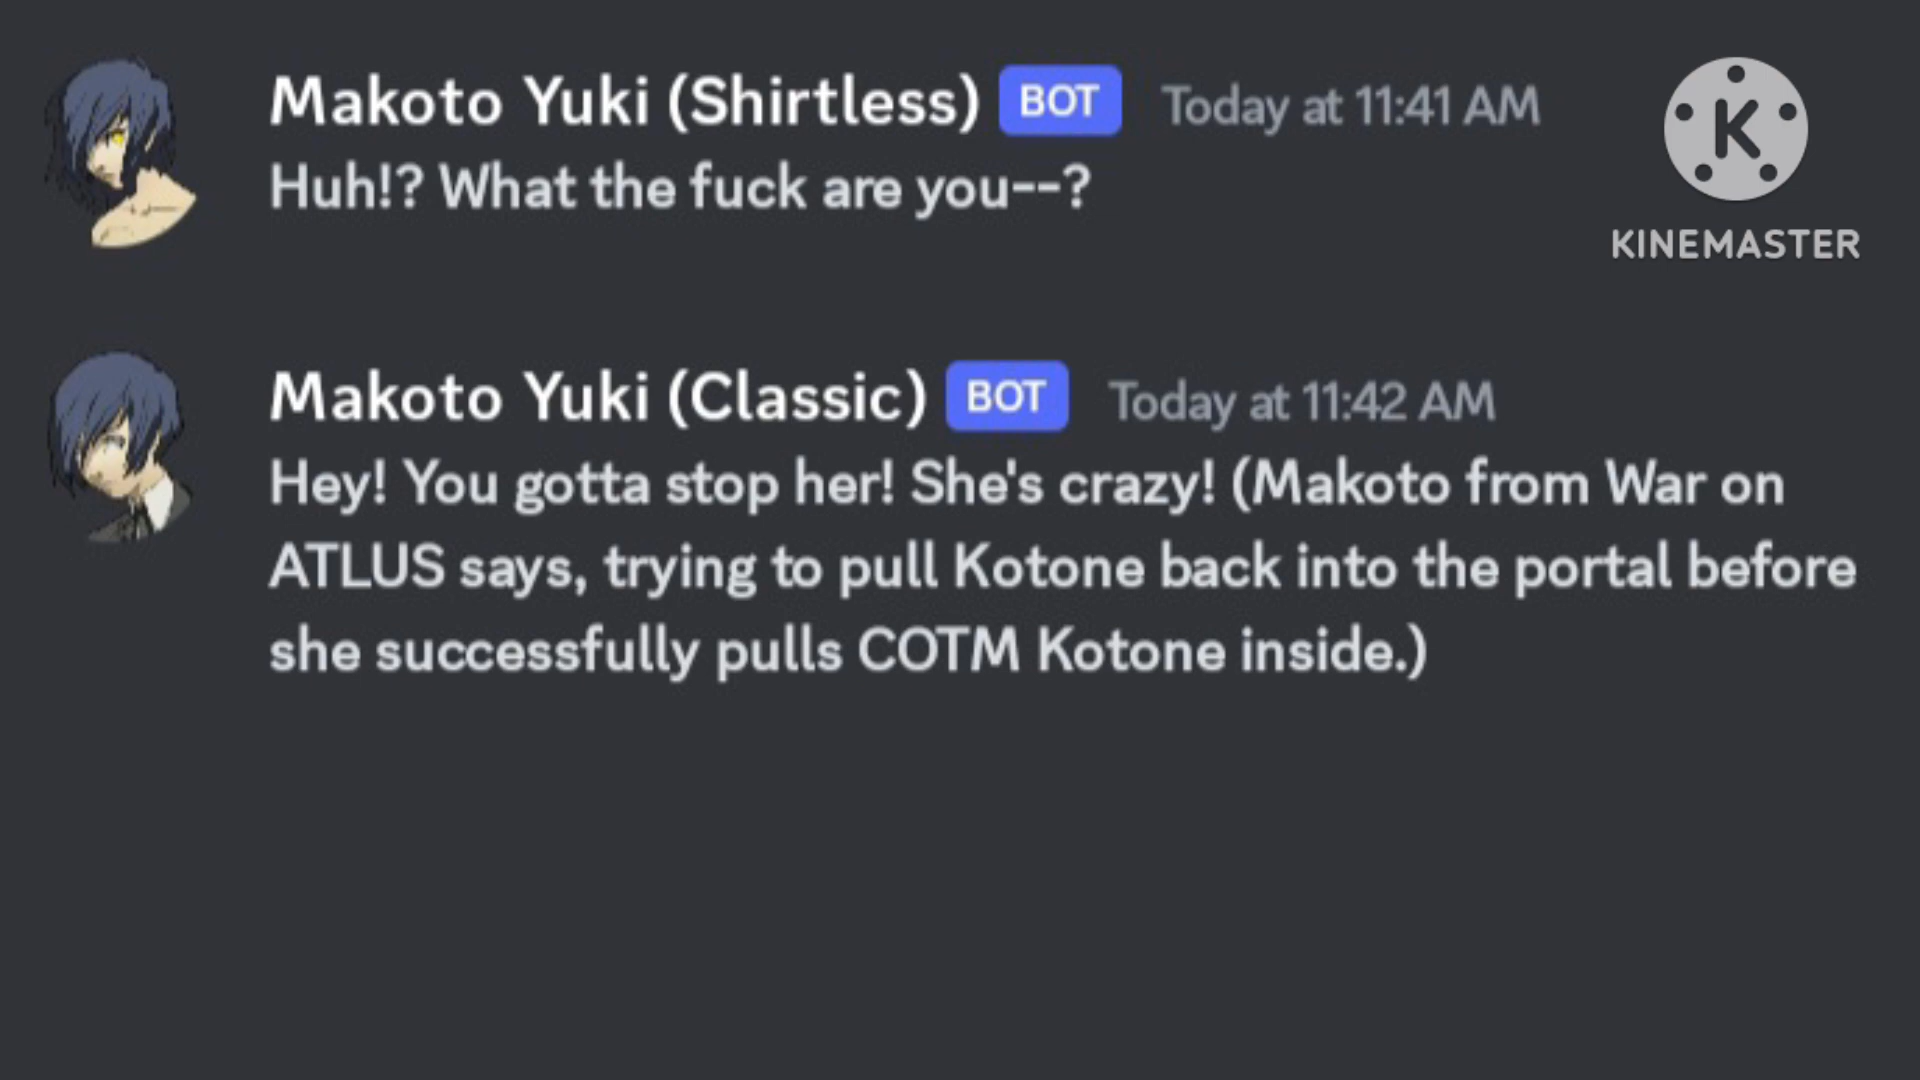 Makoto Yuki (Shirtless) BOT Today at 11:41 AM
Huh!? What the fuck are you--?
K
KINEMASTER
Makoto Yuki (Classic) BOT Today at 11:42 AM
Hey! You gotta stop her! She's crazy! (Makoto from War on
ATLUS says, trying to pull Kotone back into the portal before
she successfully pulls COTM Kotone inside.)